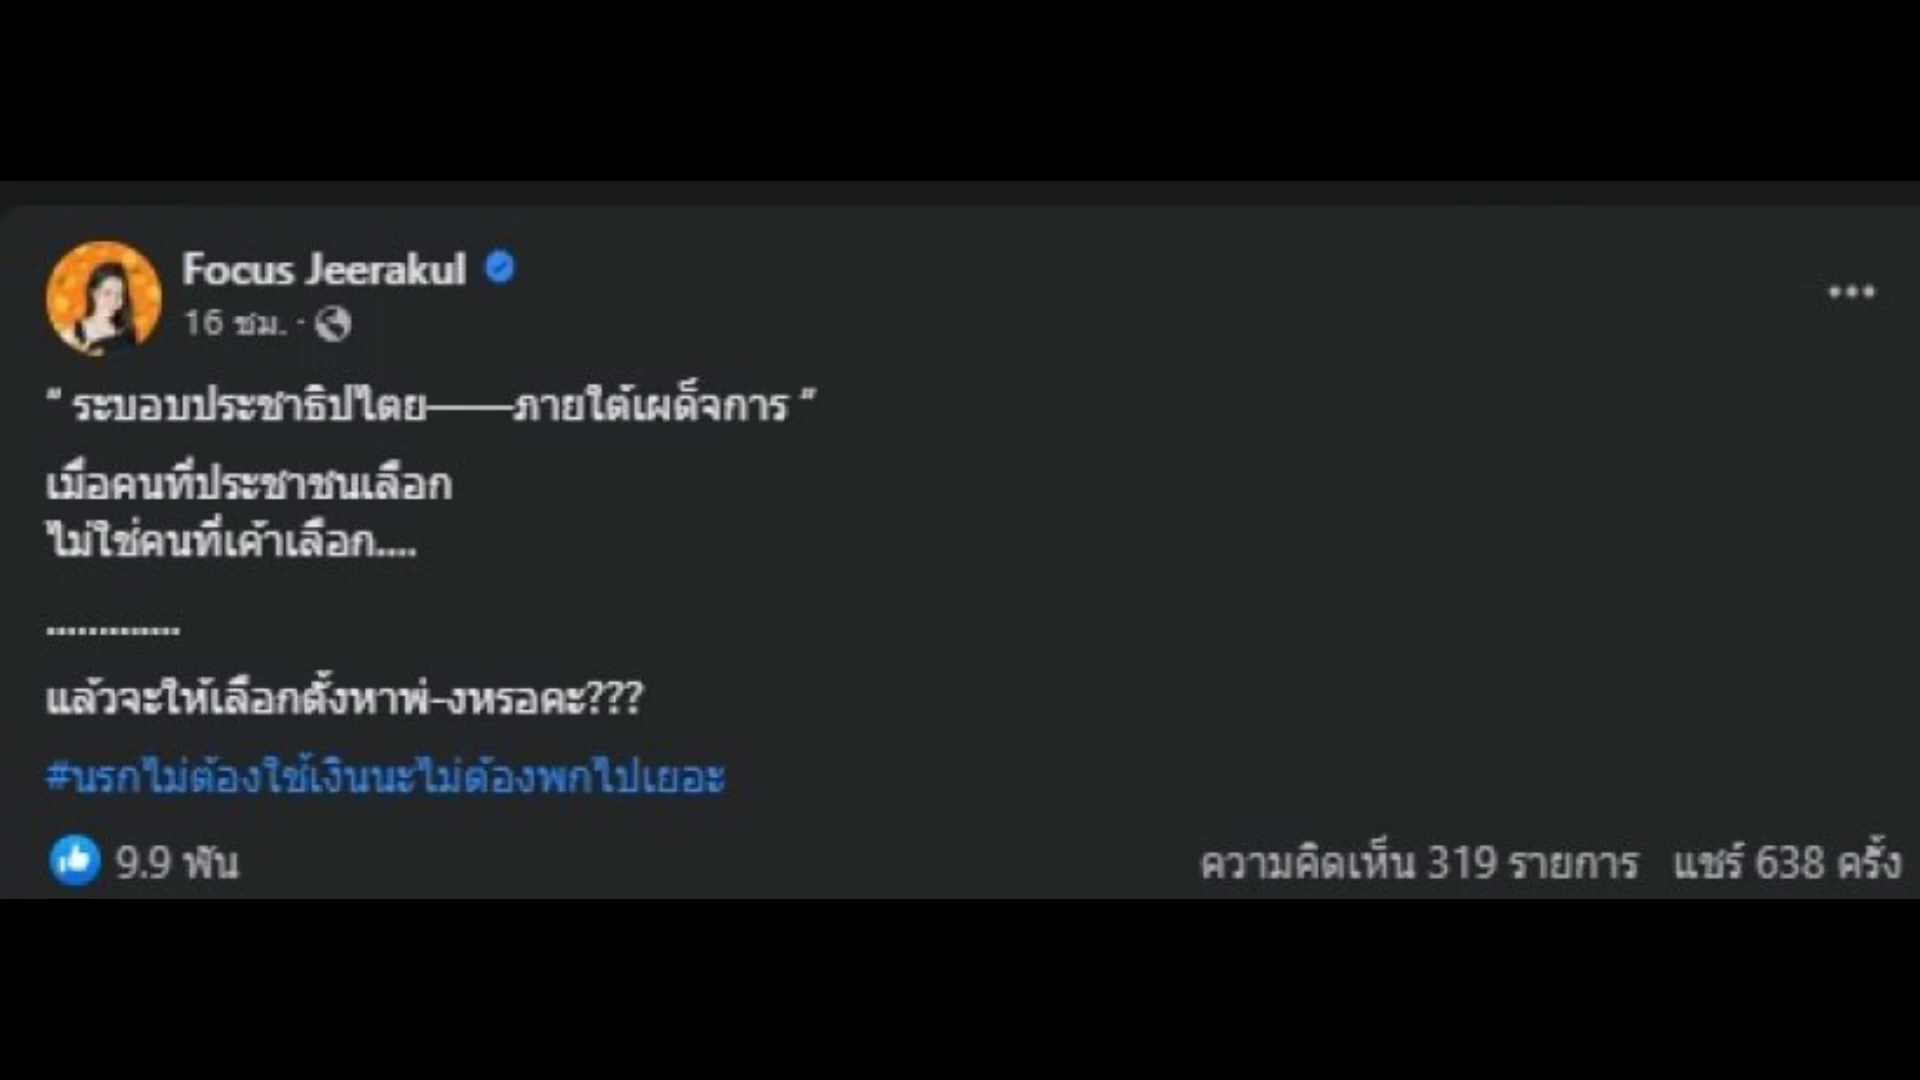 Focus Jeerakul
16 ชม. ·
“ ระบอบประชาธิปไตย——ภายใต้เผด็จการ ”
เมื่อคนที่ประชาชนเลือก
ไม่ใช่คนที่เค้าเลือก....
.............
แล้วจะให้เลือกตั้งหาพ่-งหรอคะ???
#นรกไม่ต้องใช้เงินนะไม่ต้องพกไปเยอะ
9.9 พัน
ความคิดเห็น 319 รายการ แชร์ 638 ครั้ง